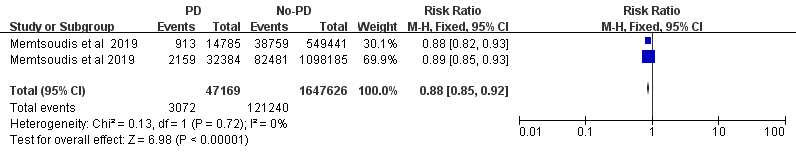 PD No-PD Risk Ratio Risk Ratio
Study or Subgroup Events Total Events Total Weight M-H, Fixed, 95% CI M-H, Fixed, 95% CI
Memtsoudis et al 2019 913 14785 38759 549441 30.1% 0.88 [0.82, 0.93]
Memtsoudis et al 2019 2159 32384 82481 1098185 69.9% 0.89 [0.85, 0.93]
Total (95% CI) 47169 1647626 100.0% 0.88 [0.85, 0.92]
Total events 3072 121240
Heterogeneity: Chi² = 0.13, df = 1 (P = 0.72); I² = 0%
Test for overall effect: Z = 6.98 (P < 0.00001)
0.01 0.1 1 10 100